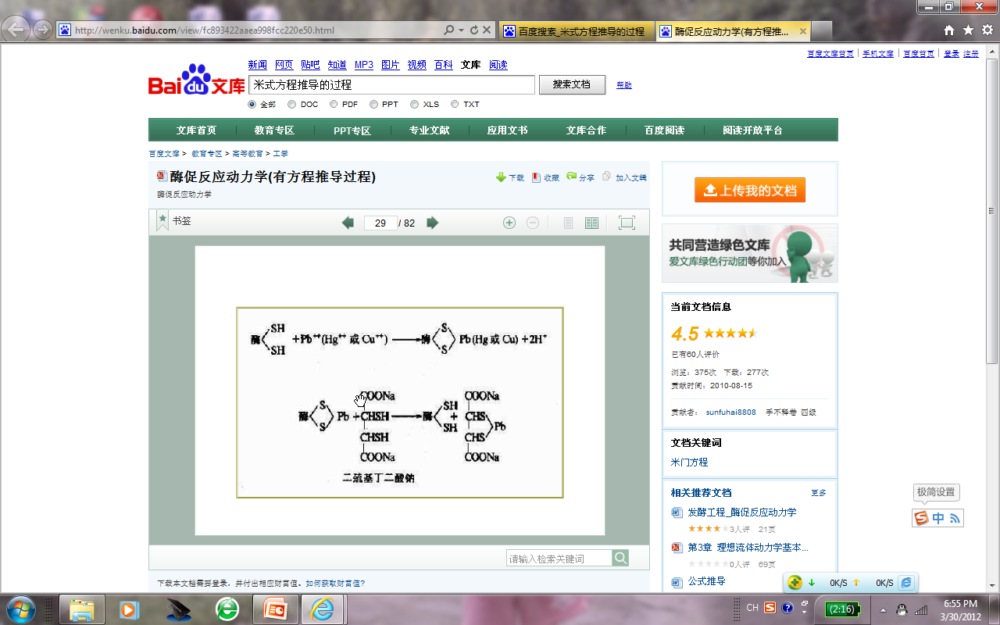 http://wenku.baidu.com/view/fc893422aaea998fcc220e50.html
百度搜索_米式方程推导的过程
酶促反应动力学(有方程推...
百度文库首页 | 手机文库 | 百度首页 | 登录 注册
新闻 网页 贴吧 知道 MP3 图片 视频 百科 文库 阅读
Bai du 文库
米式方程推导的过程
搜索文档
帮助
全部 DOC PDF PPT XLS TXT
文库首页 教育专区 PPT专区 专业文献 应用文书 文库合作 百度阅读 阅读开放平台
百度文库 > 教育专区 > 高等教育 > 工学
酶促反应动力学(有方程推导过程)
下载 收藏 分享 加入文辑
酶促反应动力学
书签
29 / 82
酶 SH SH +Pb⁺⁺(Hg⁺⁺ 或 Cu⁺⁺) 酶 S S Pb(Hg 或 Cu) +2H⁺
酶 S S Pb + COONa CHSH CHSH COONa 酶 SH SH + COONa CHS CHS COONa Pb
二巯基丁二酸钠
请输入检索关键词
下载本文档需要登录，并付出相应财富值。如何获取财富值？
上传我的文档
共同营造绿色文库
爱文库绿色行动团等你加入
当前文档信息
4.5
已有60人评价
浏览：375次 下载：277次
贡献时间：2010-08-15
贡献者： sunfuhai8808 手不释卷 四级
文档关键词
米门方程
相关推荐文档 更多
发酵工程_酶促反应动力学
3人评 21页
第3章 理想流体动力学基本...
0人评 69页
公式推导
极简设置
中
0K/S 0K/S
CH
(2:16)
6:55 PM
3/30/2012